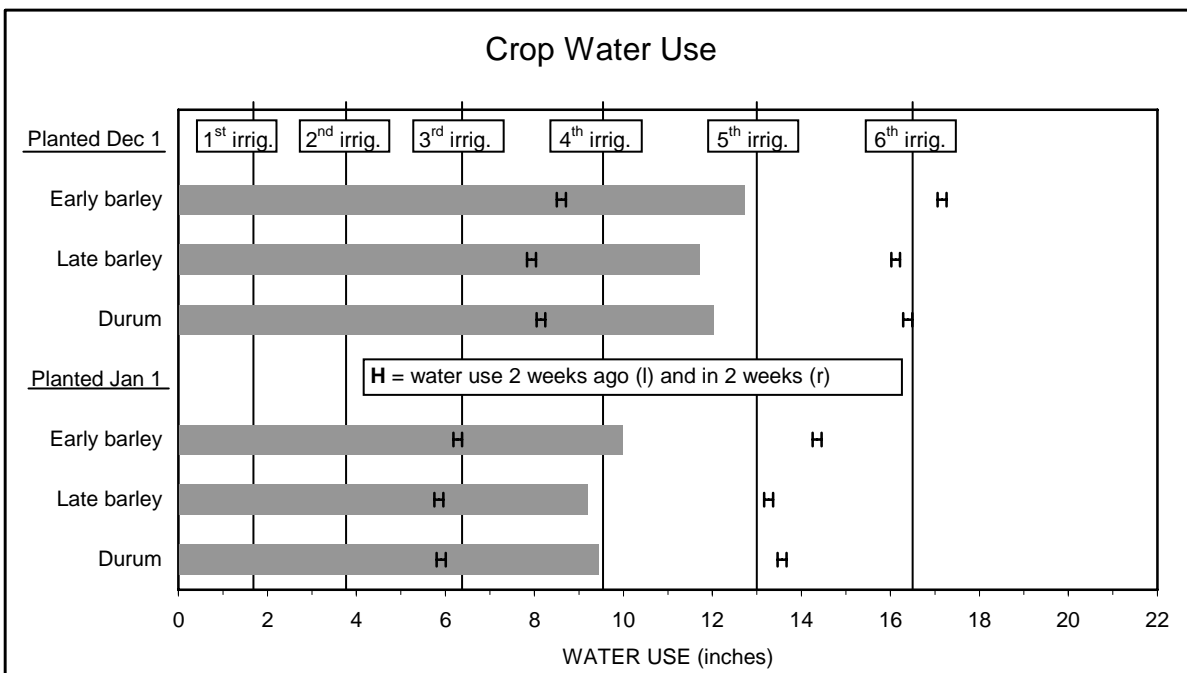 Crop Water Use
Planted Dec 1
1st irrig. 2nd irrig. 3rd irrig. 4th irrig. 5th irrig. 6th irrig.
Early barley H H
Late barley H H
Durum H H
Planted Jan 1
H = water use 2 weeks ago (l) and in 2 weeks (r)
Early barley H H
Late barley H H
Durum H H
0 2 4 6 8 10 12 14 16 18 20 22
WATER USE (inches)